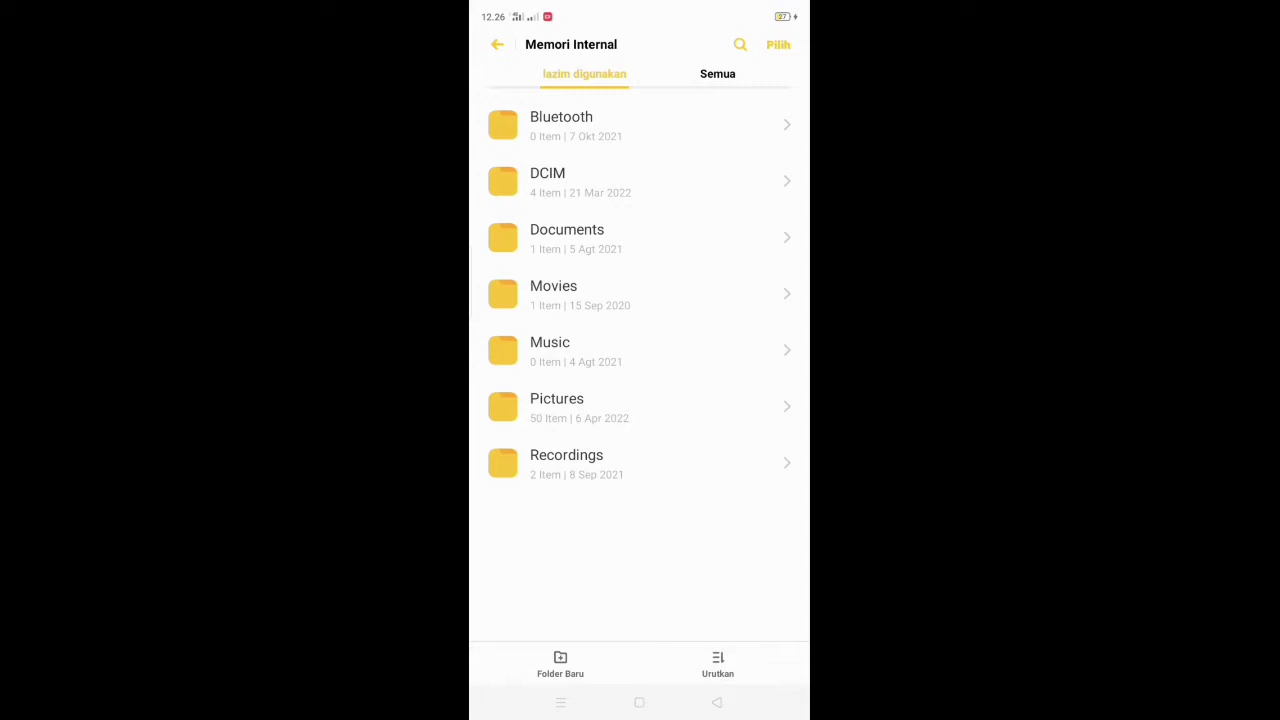 12.26
27
Memori Internal
Pilih
lazim digunakan
Semua
Bluetooth
0 Item | 7 Okt 2021
DCIM
4 Item | 21 Mar 2022
Documents
1 Item | 5 Agt 2021
Movies
1 Item | 15 Sep 2020
Music
0 Item | 4 Agt 2021
Pictures
50 Item | 6 Apr 2022
Recordings
2 Item | 8 Sep 2021
Folder Baru
Urutkan